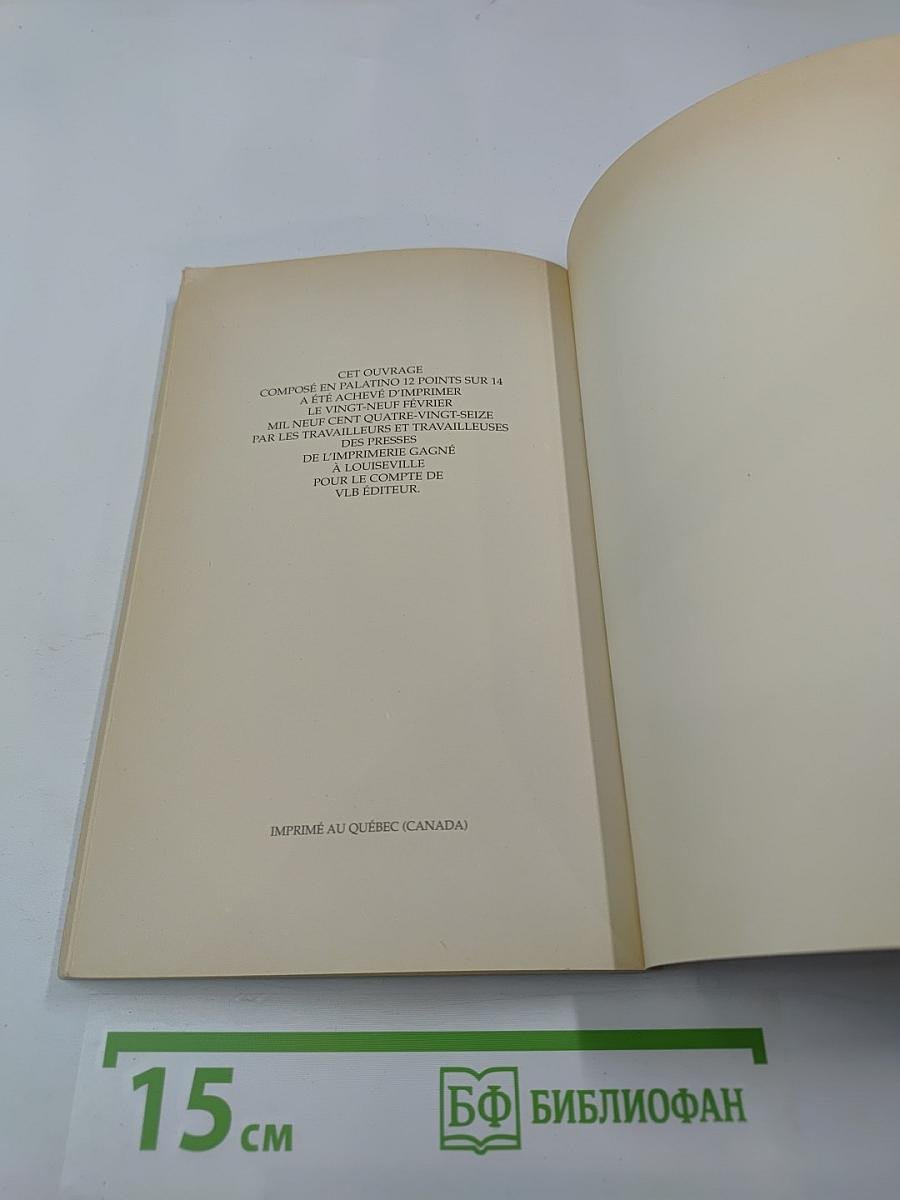 CET OUVRAGE
COMPOSÉ EN PALATINO 12 POINTS SUR 14
A ÉTÉ ACHEVÉ D'IMPRIMER
LE VINGT-NEUF FÉVRIER
MIL NEUF CENT QUATRE-VINGT-SEIZE
PAR LES TRAVAILLEURS ET TRAVAILLEUSES
DES PRESSES
DE L'IMPRIMERIE GAGNÉ
À LOUISEVILLE
POUR LE COMPTE DE
VLB ÉDITEUR.
IMPRIMÉ AU QUÉBEC (CANADA)
15 см
БФ БИБЛИОФАН